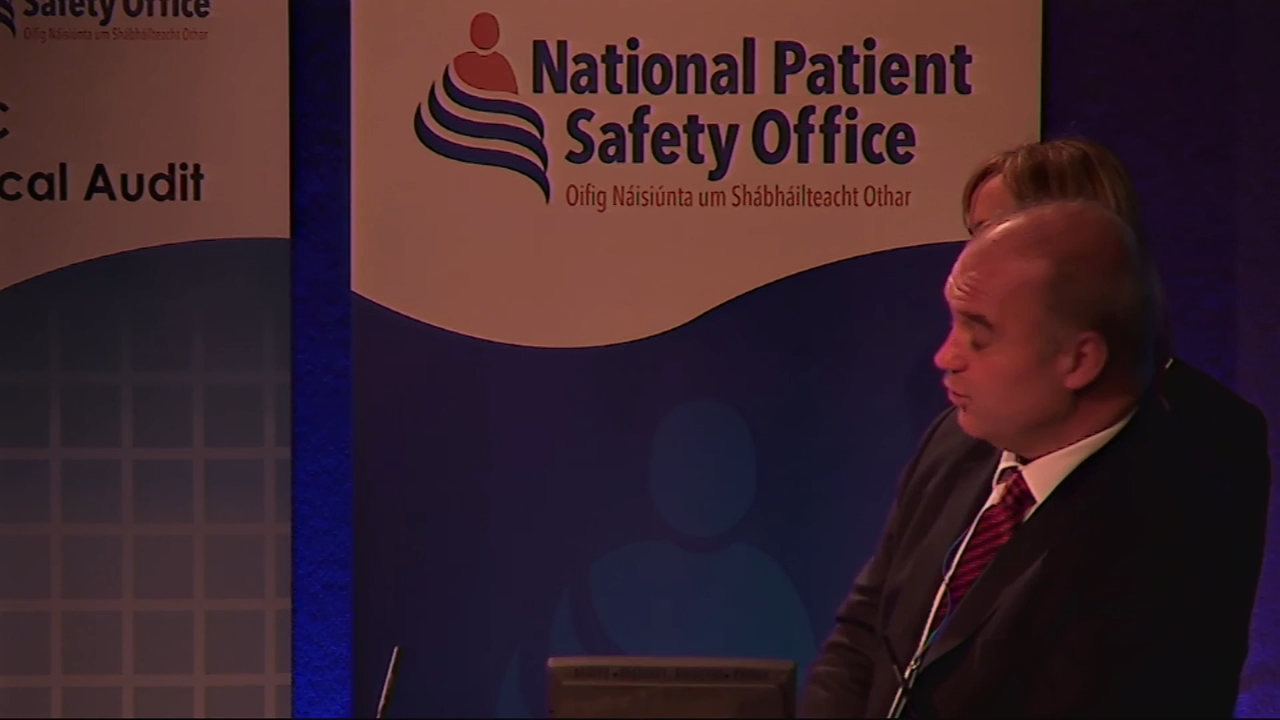 Safety Office
Oifig Náisiúnta um Shábháilteacht Othar
c
cal Audit
National Patient
Safety Office
Oifig Náisiúnta um Shábháilteacht Othar